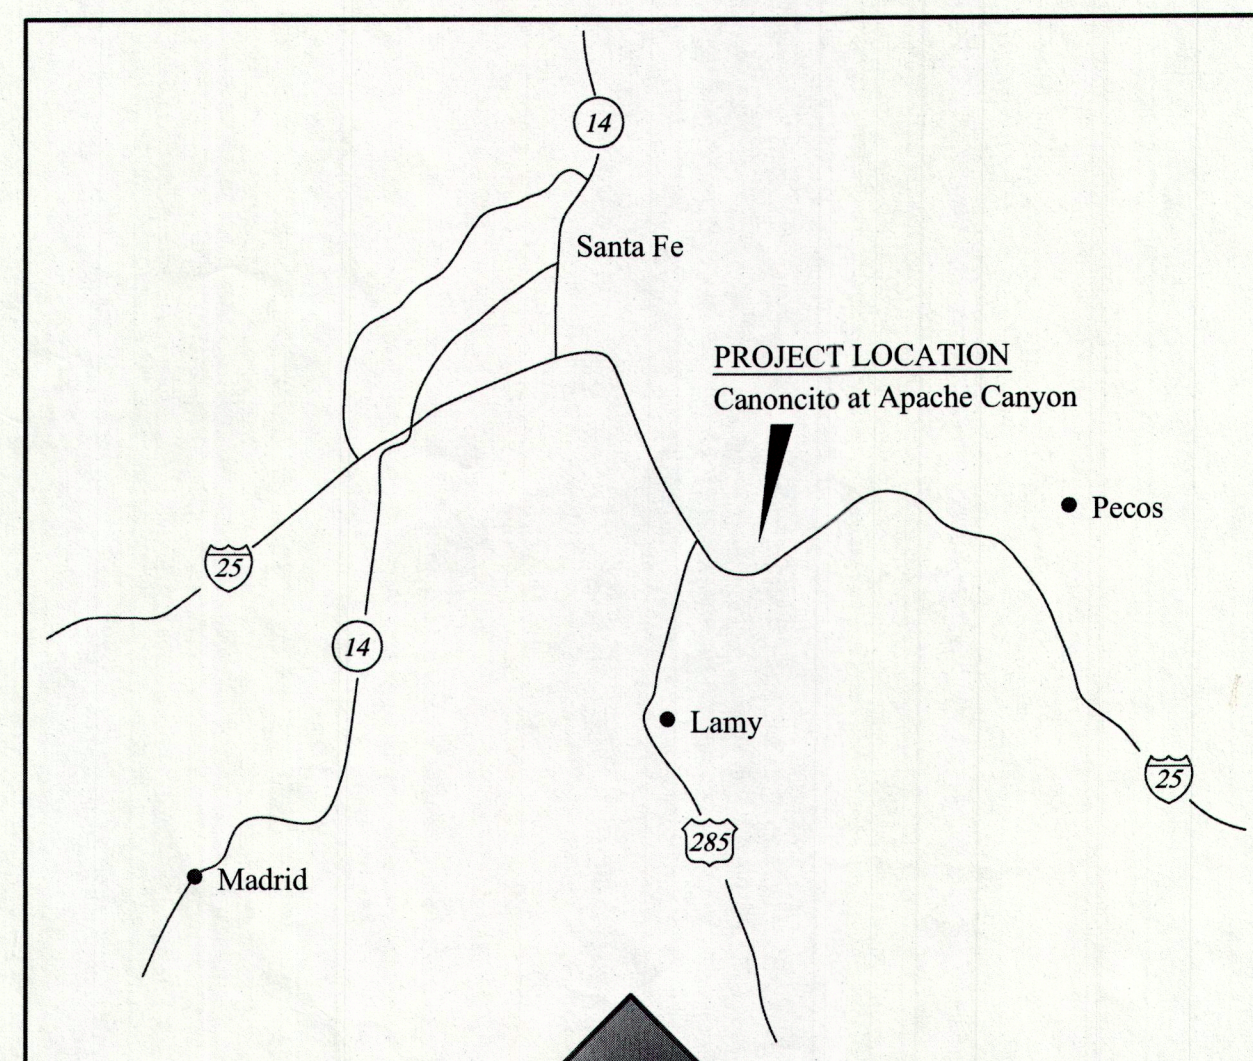 14
Santa Fe
PROJECT LOCATION
Canoncito at Apache Canyon
Pecos
25
14
Lamy
25
285
Madrid